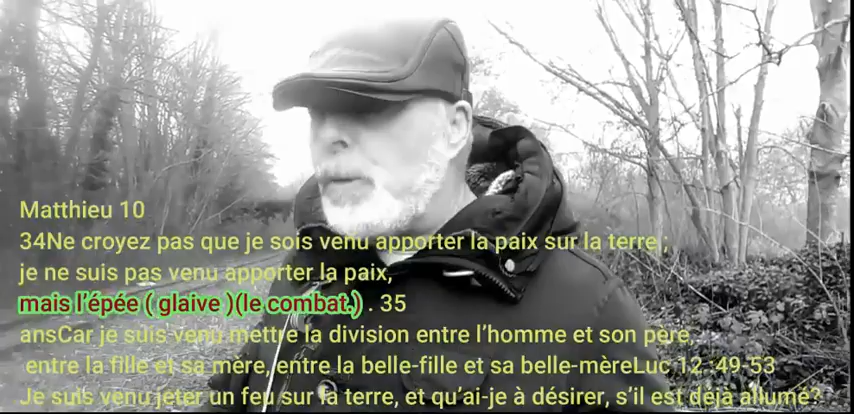 Matthieu 10
34Ne croyez pas que je sois venu apporter la paix sur la terre ;
je ne suis pas venu apporter la paix,
mais l'épée ( glaive )(le combat.) . 35
ansCar je suis venu mettre la division entre l'homme et son père,
entre la fille et sa mère, entre la belle-fille et sa belle-mèreLuc 12 :49-53
Je suis venu jeter un feu sur la terre, et qu'ai-je à désirer, s'il est déjà allumé?